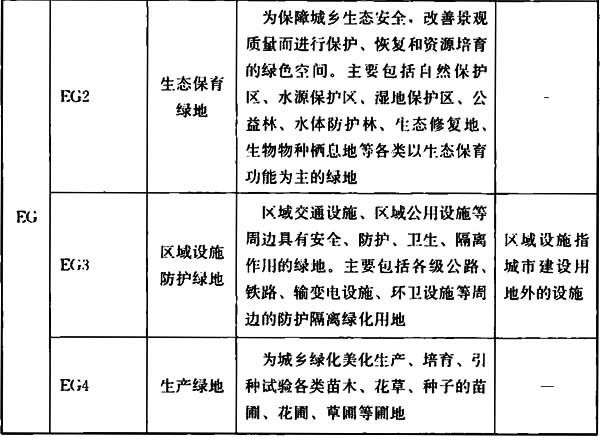 为保障城乡生态安全，改善景观
质量而进行保护、恢复和资源培育
的绿色空间。主要包括自然保护
区、水源保护区、湿地保护区、公
益林、水体防护林、生态修复地、
生物物种栖息地等各类以生态保育
功能为主的绿地
EG2
生态保育
绿地
-
EG
EG3
区域设施
防护绿地
区域交通设施、区域公用设施等
周边具有安全、防护、卫生、隔离
作用的绿地。主要包括各级公路、
铁路、输变电设施、环卫设施等周
边的防护隔离绿化用地
区域设施指
城市建设用
地外的设施
EG4
生产绿地
为城乡绿化美化生产、培育、引
种试验各类苗木、花草、种子的苗
圃、花圃、草圃等圃地
—